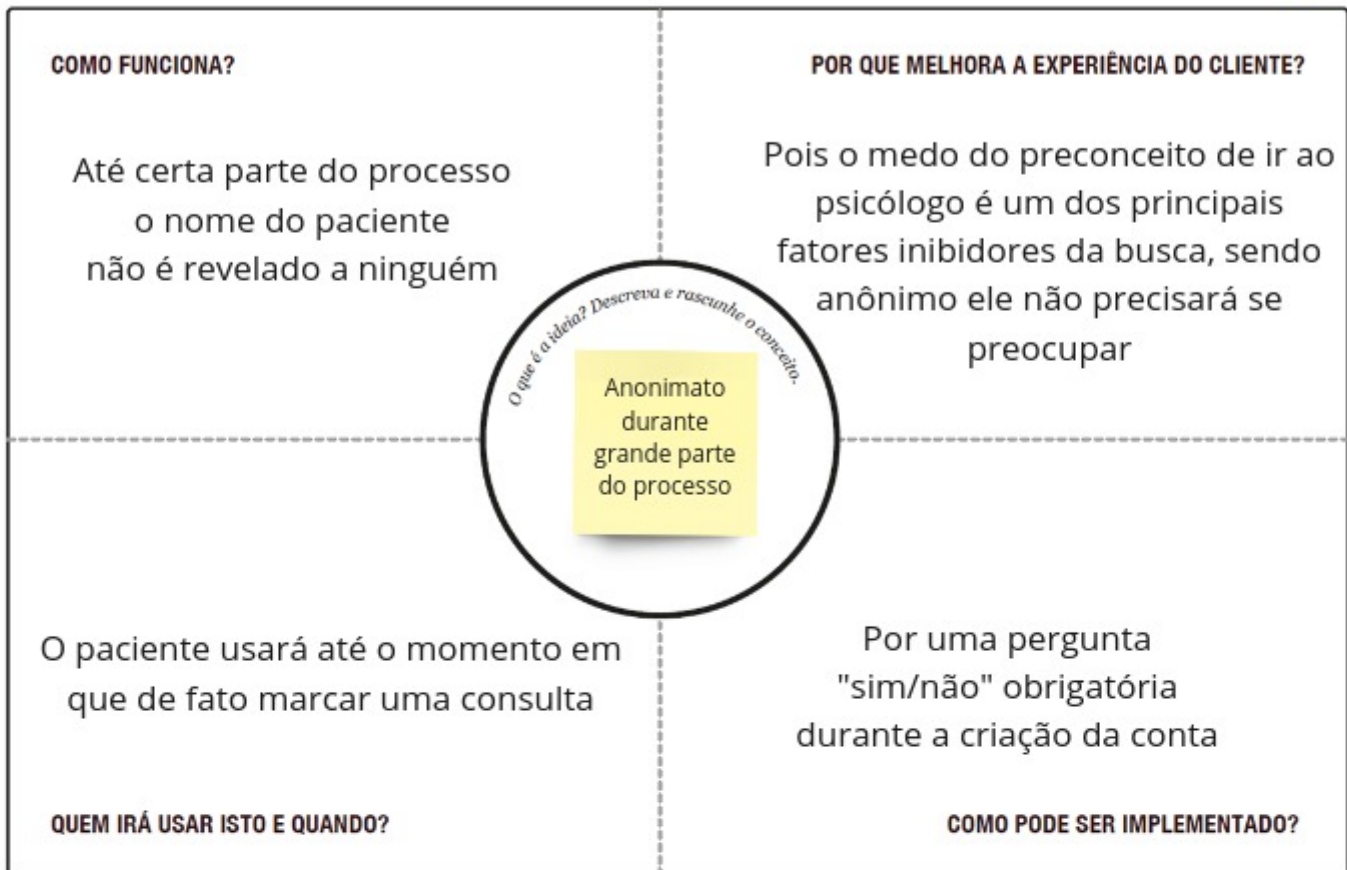 COMO FUNCIONA?
Até certa parte do processo
o nome do paciente
não é revelado a ninguém
POR QUE MELHORA A EXPERIÊNCIA DO CLIENTE?
Pois o medo do preconceito de ir ao
psicólogo é um dos principais
fatores inibidores da busca, sendo
anônimo ele não precisará se
preocupar
O que é a ideia? Descreva e rascunhe o conceito.
Anonimato
durante
grande parte
do processo
O paciente usará até o momento em
que de fato marcar uma consulta
QUEM IRÁ USAR ISTO E QUANDO?
Por uma pergunta
"sim/não" obrigatória
durante a criação da conta
COMO PODE SER IMPLEMENTADO?